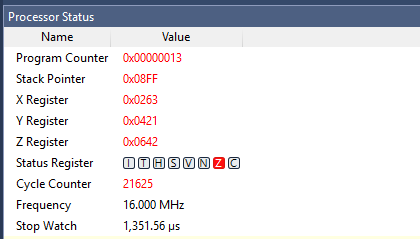 Processor Status
Name Value
Program Counter 0x00000013
Stack Pointer 0x08FF
X Register 0x0263
Y Register 0x0421
Z Register 0x0642
Status Register I T H S V N Z C
Cycle Counter 21625
Frequency 16.000 MHz
Stop Watch 1,351.56 µs